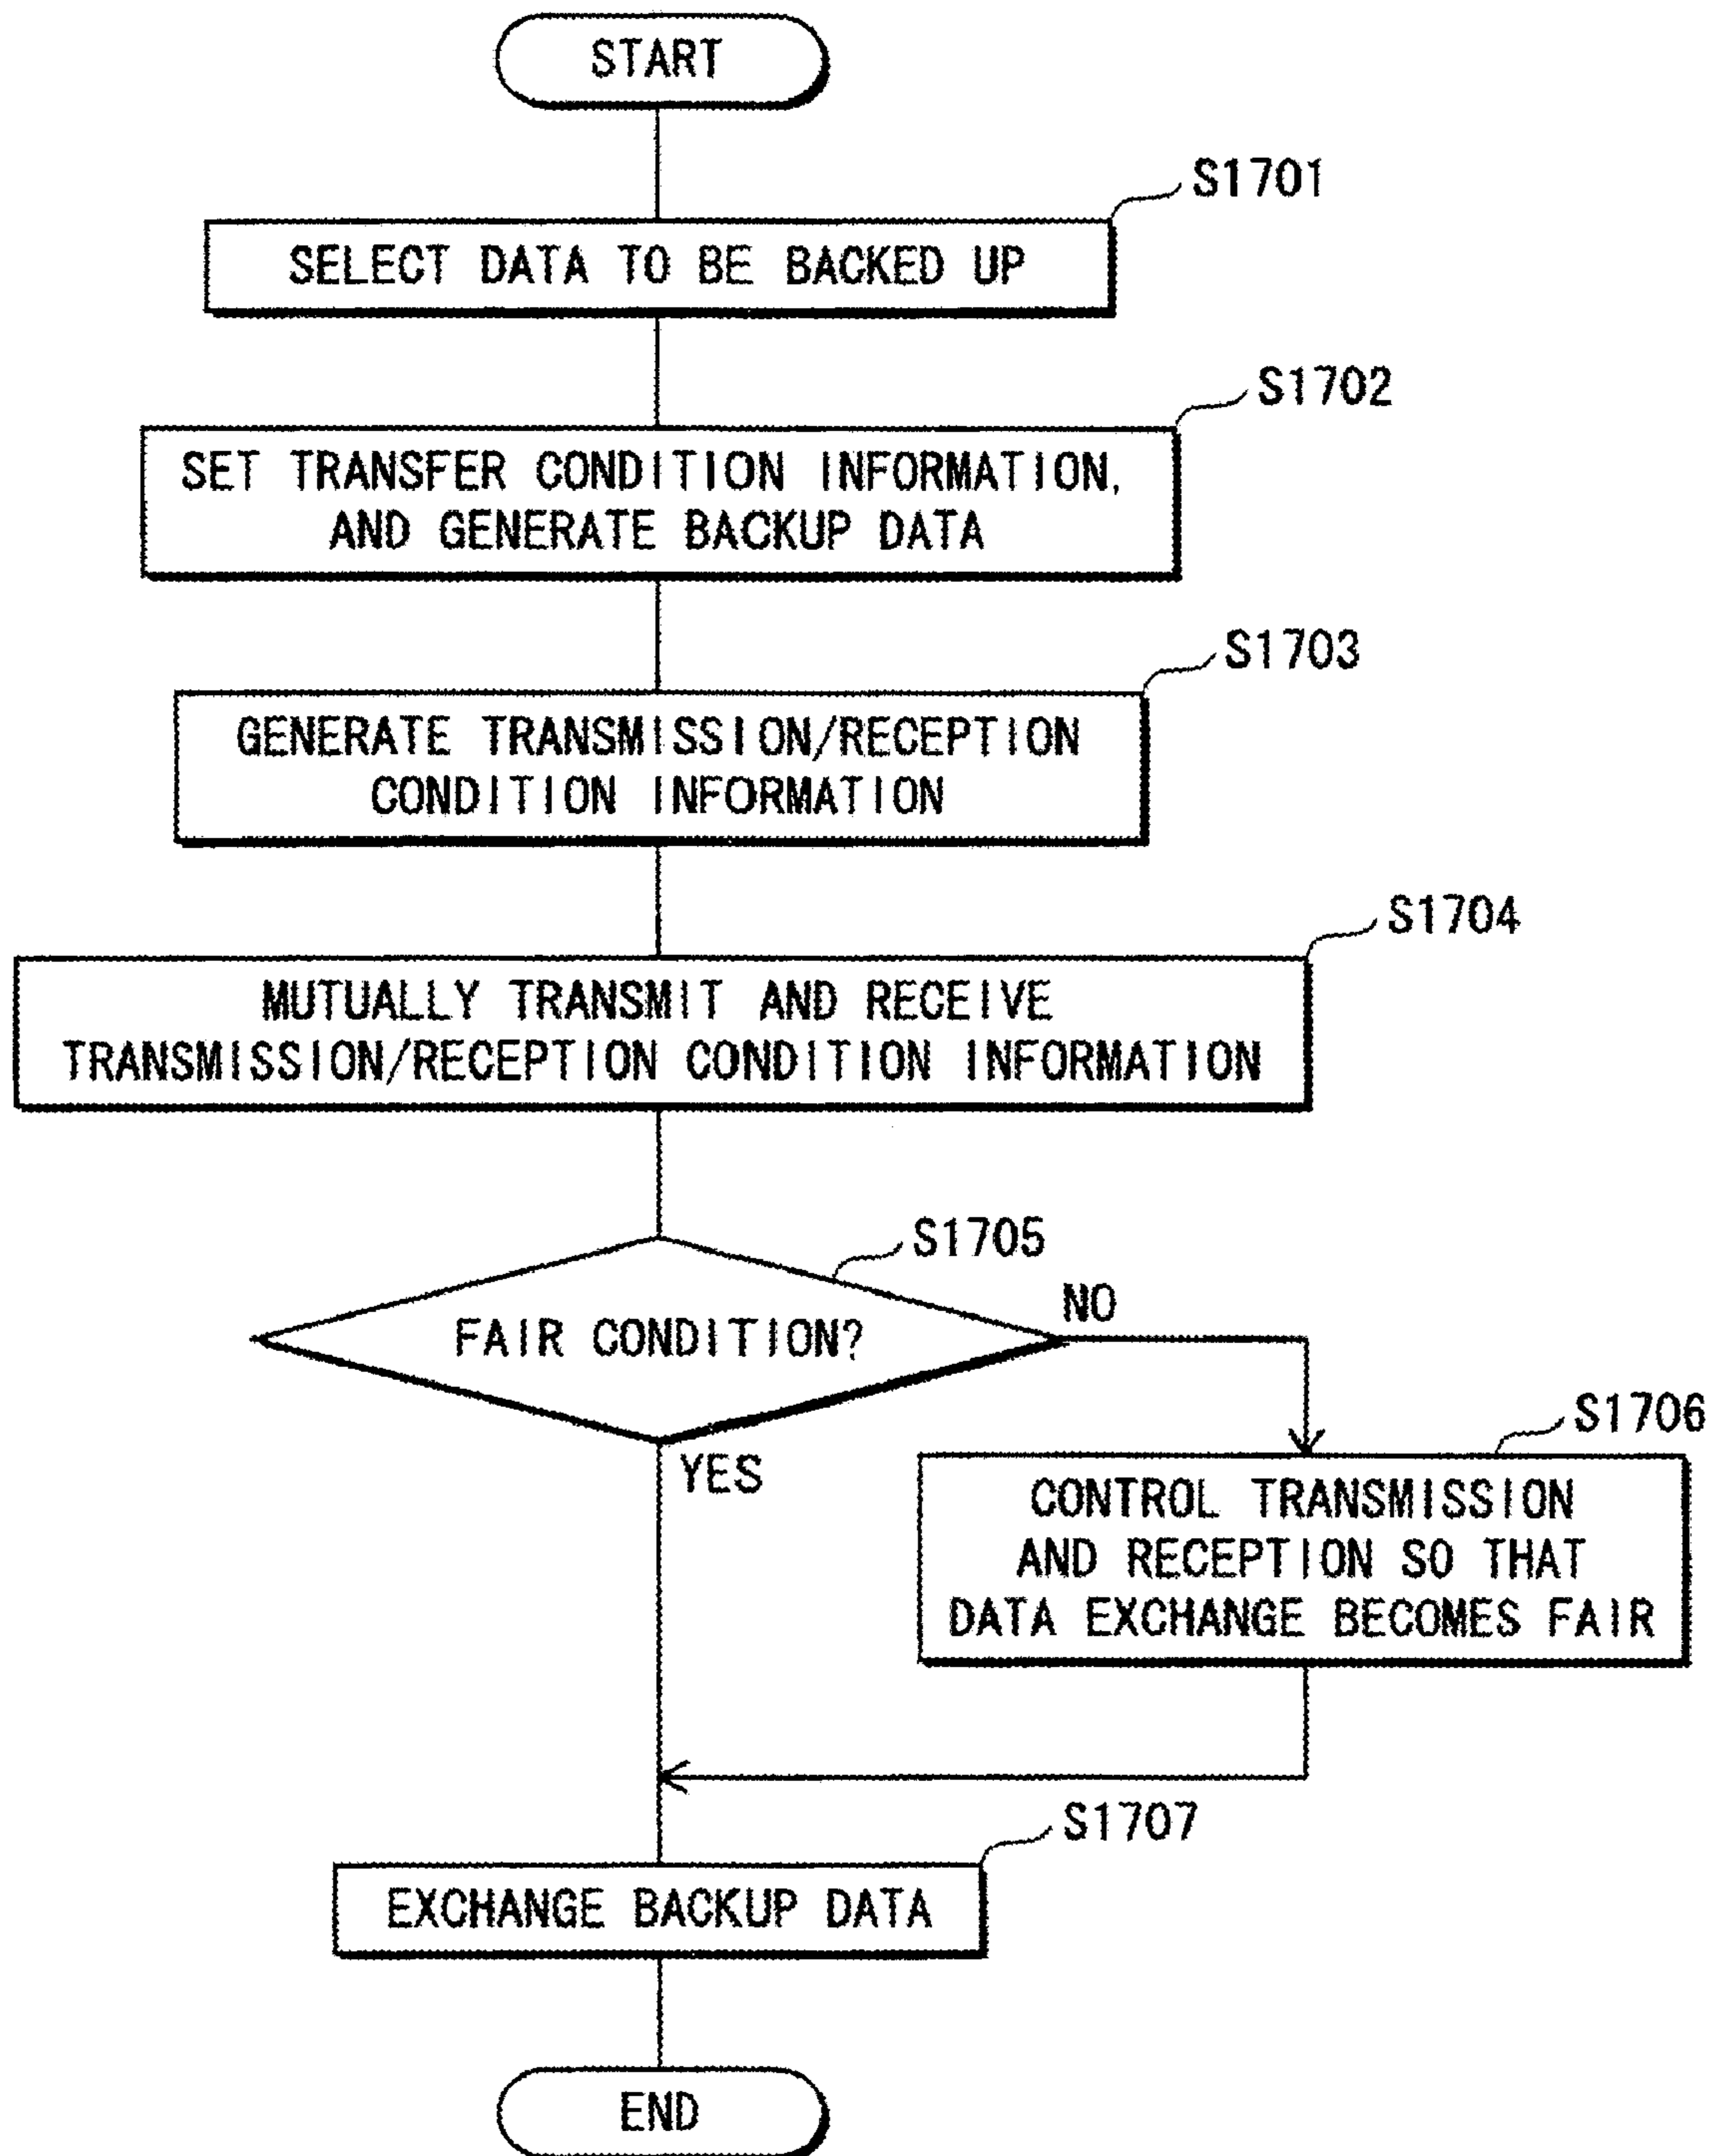 START
S1701
SELECT DATA TO BE BACKED UP
S1702
SET TRANSFER CONDITION INFORMATION,
AND GENERATE BACKUP DATA
S1703
GENERATE TRANSMISSION/RECEPTION
CONDITION INFORMATION
S1704
MUTUALLY TRANSMIT AND RECEIVE
TRANSMISSION/RECEPTION CONDITION INFORMATION
S1705
FAIR CONDITION?
NO
YES
S1706
CONTROL TRANSMISSION
AND RECEPTION SO THAT
DATA EXCHANGE BECOMES FAIR
S1707
EXCHANGE BACKUP DATA
END